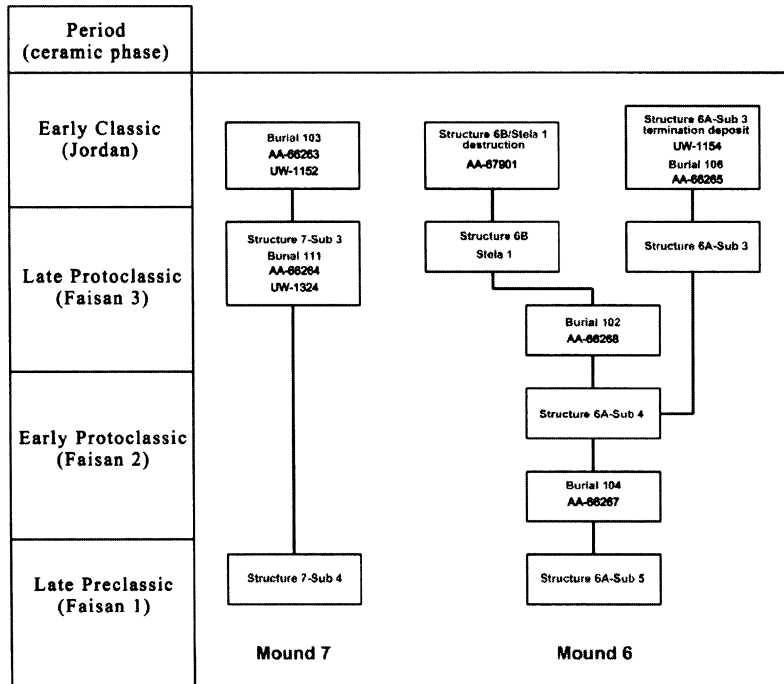 Period
(ceramic phase)
Early Classic
(Jordan)
Burial 103
AA-66263
UW-1152
Structure 6B/Stela 1
destruction
AA-67901
Structure 6A-Sub 3
termination deposit
UW-1154
Burial 106
AA-66265
Late Protoclassic
(Faisan 3)
Structure 7-Sub 3
Burial 111
AA-66264
UW-1324
Structure 6B
Stela 1
Structure 6A-Sub 3
Burial 102
AA-66268
Early Protoclassic
(Faisan 2)
Structure 6A-Sub 4
Burial 104
AA-66267
Late Preclassic
(Faisan 1)
Structure 7-Sub 4
Structure 6A-Sub 5
Mound 7
Mound 6